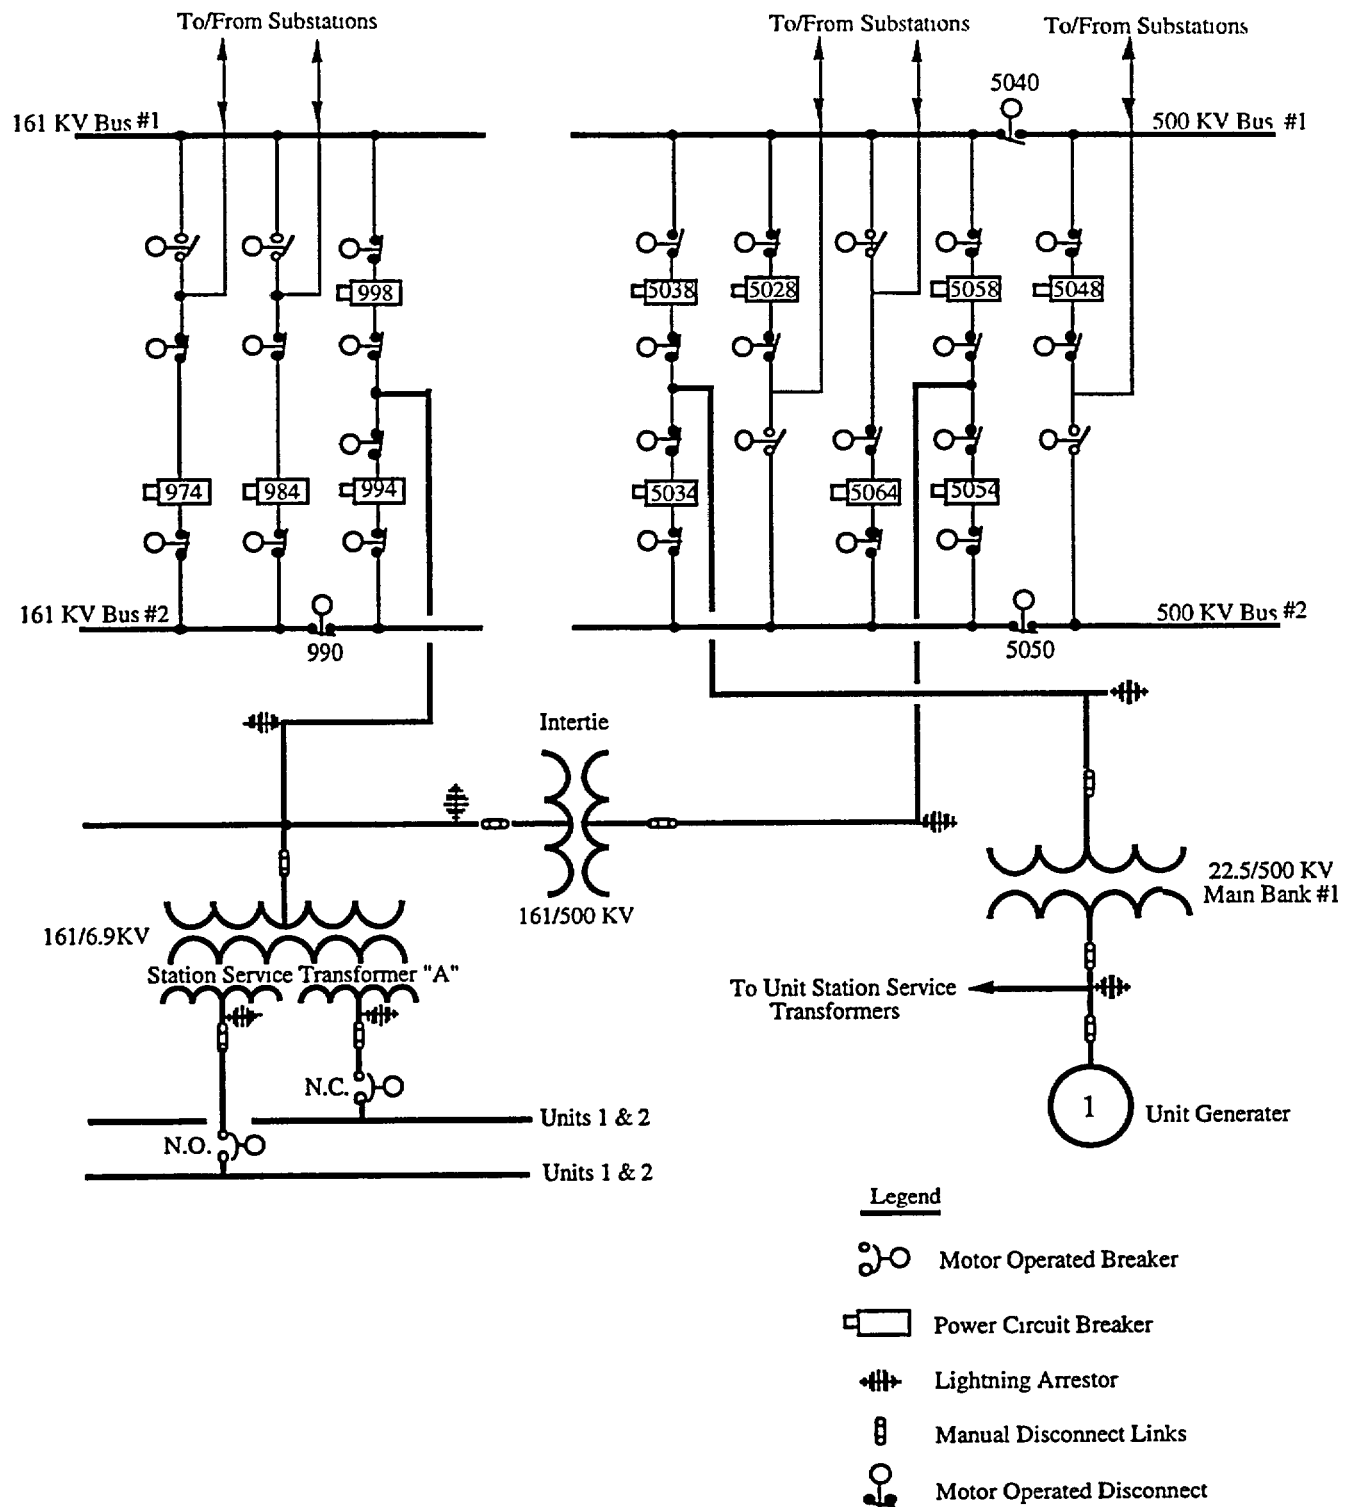 To/From Substations
To/From Substations
To/From Substations
5040
161 KV Bus #1
500 KV Bus #1
998
5038
5028
5058
5048
974
984
994
5034
5064
5054
161 KV Bus #2
500 KV Bus #2
990
5050
Intertie
161/500 KV
22.5/500 KV
Main Bank #1
161/6.9KV
Station Service Transformer "A"
To Unit Station Service
Transformers
N.C.
Units 1 & 2
1
Unit Generater
N.O.
Units 1 & 2
Legend
Motor Operated Breaker
Power Circuit Breaker
Lightning Arrestor
Manual Disconnect Links
Motor Operated Disconnect